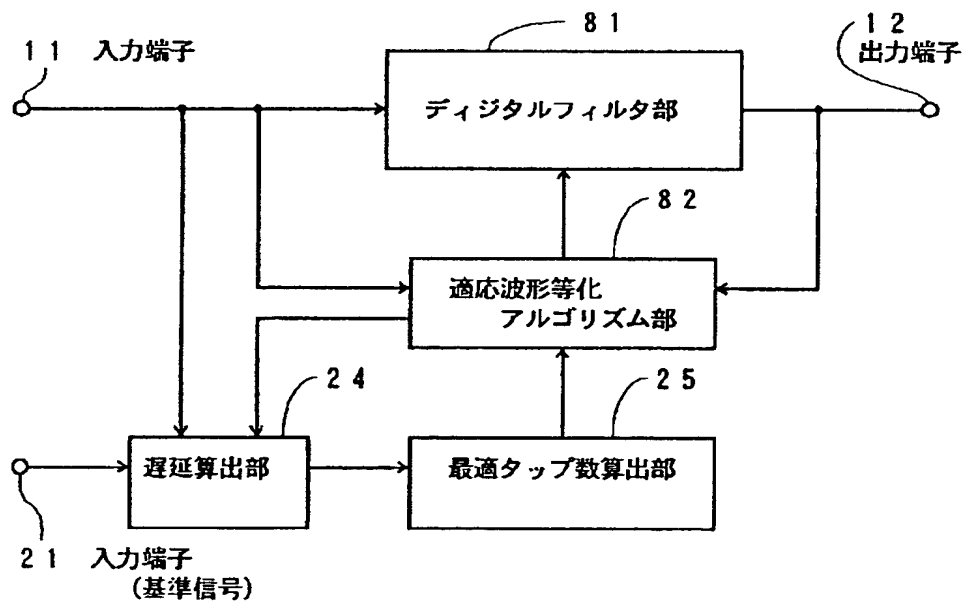 81
12
11 入力端子
出力端子
ディジタルフィルタ部
82
適応波形等化
アルゴリズム部
24
25
遅延算出部
最適タップ数算出部
21 入力端子
(基準信号)